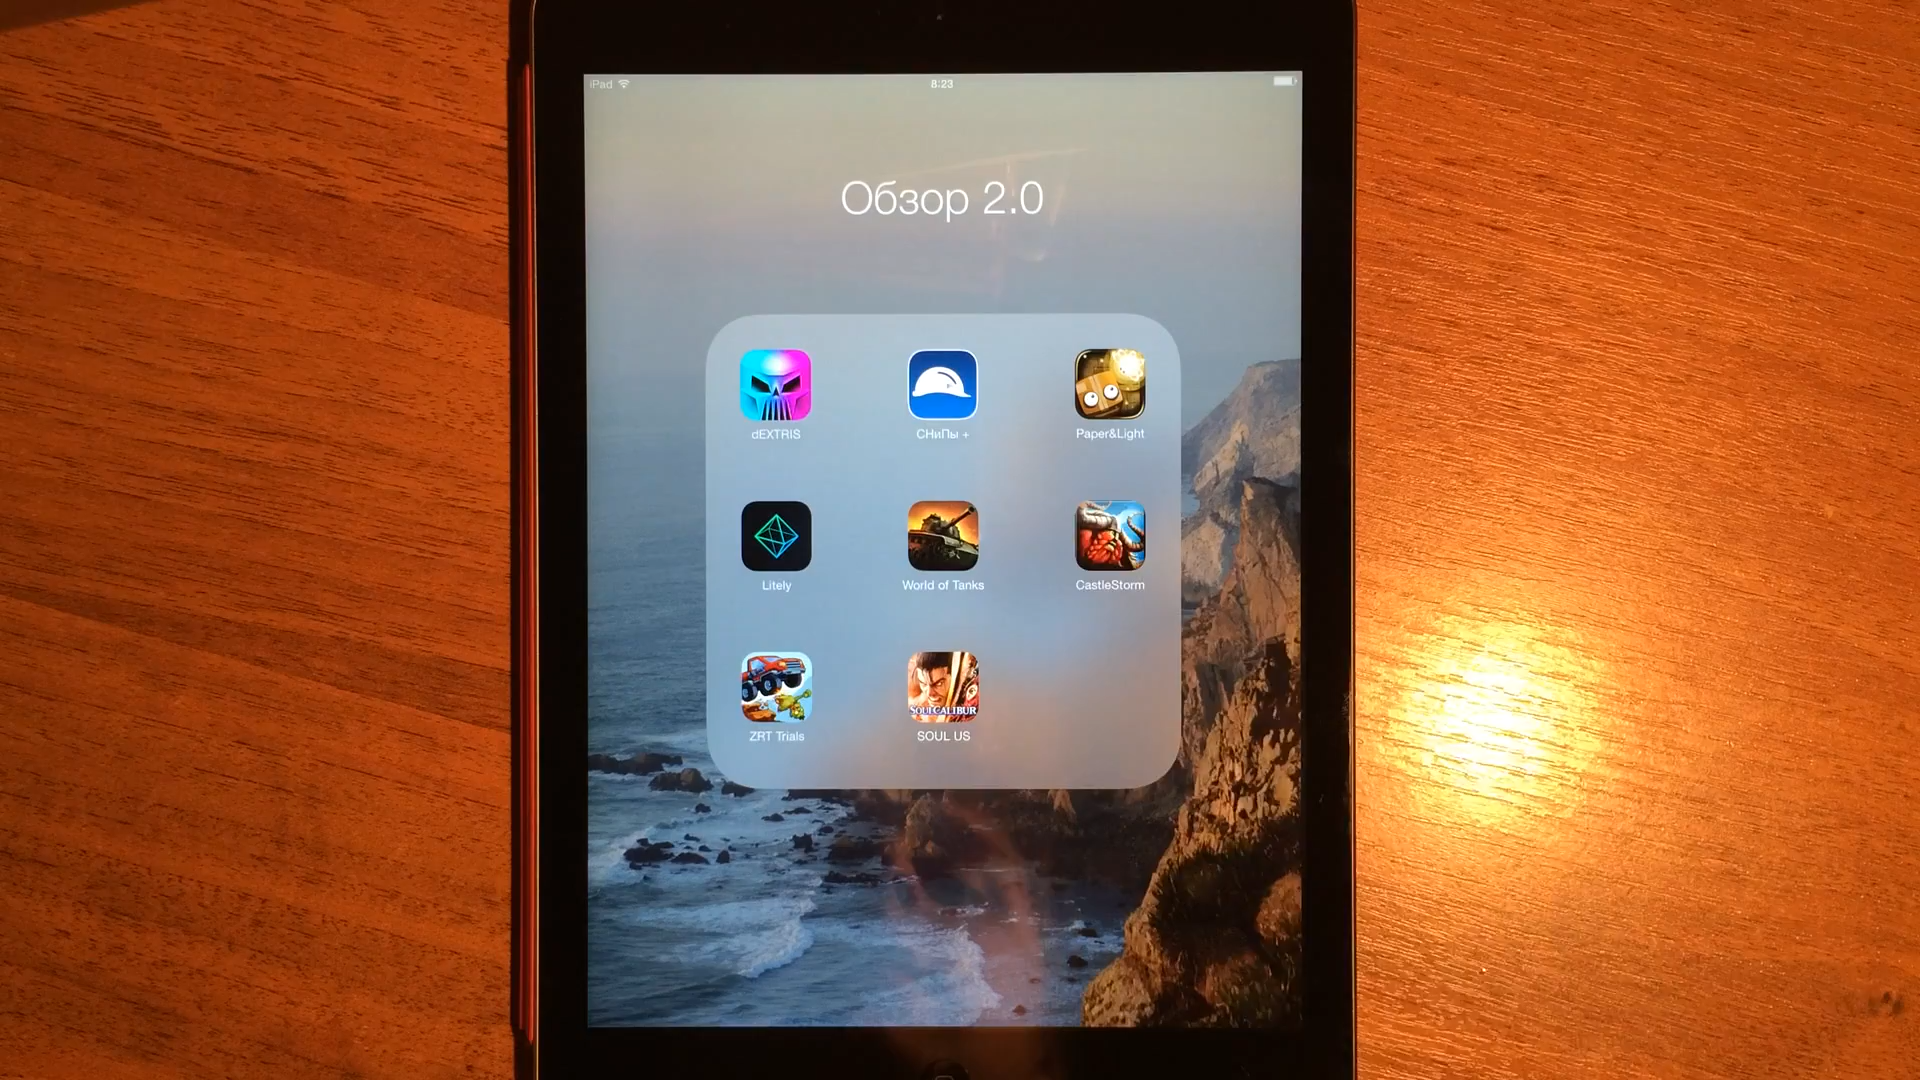 iPad
8:23
Обзор 2.0
dEXTRIS
СНиПы +
Paper&Light
Litely
World of Tanks
CastleStorm
SOULCALIBUR
ZRT Trials
SOUL US